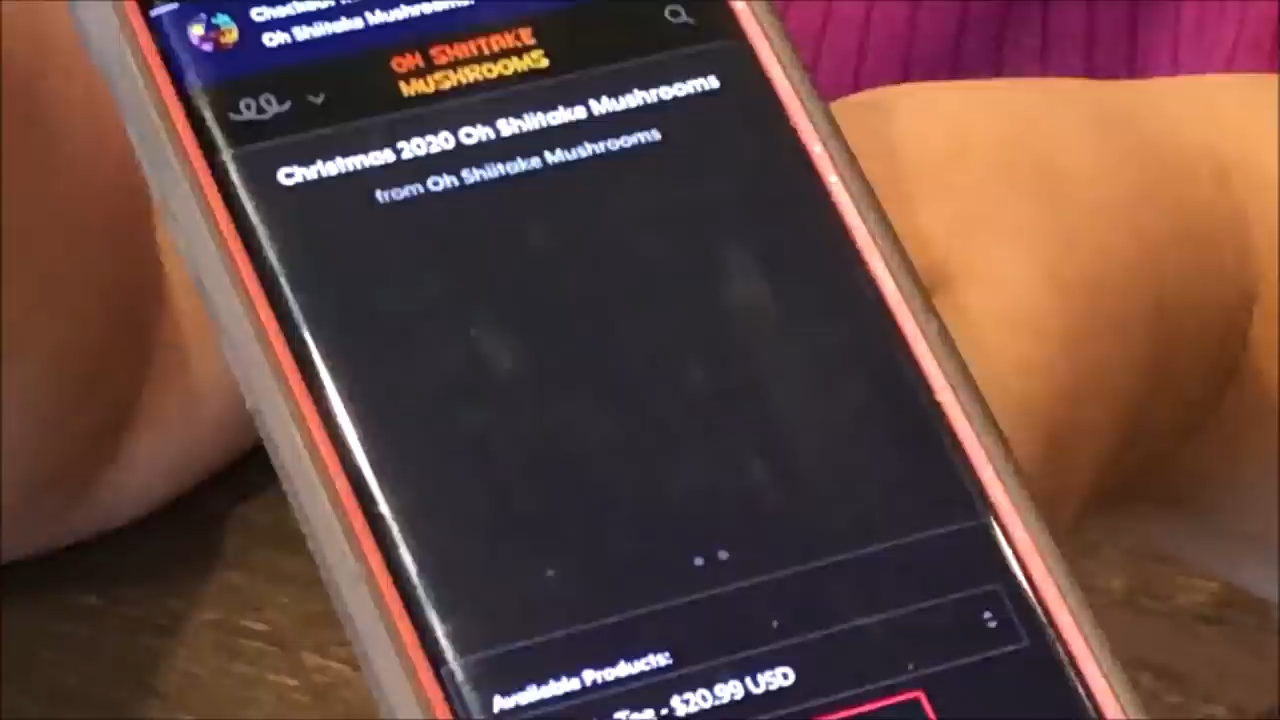 Oh Shiitake Mushrooms.
OH SHIITAKE
MUSHROOMS
Christmas 2020 Oh Shiitake Mushrooms
from Oh Shiitake Mushrooms
Available Products:
Tee - $20.99 USD